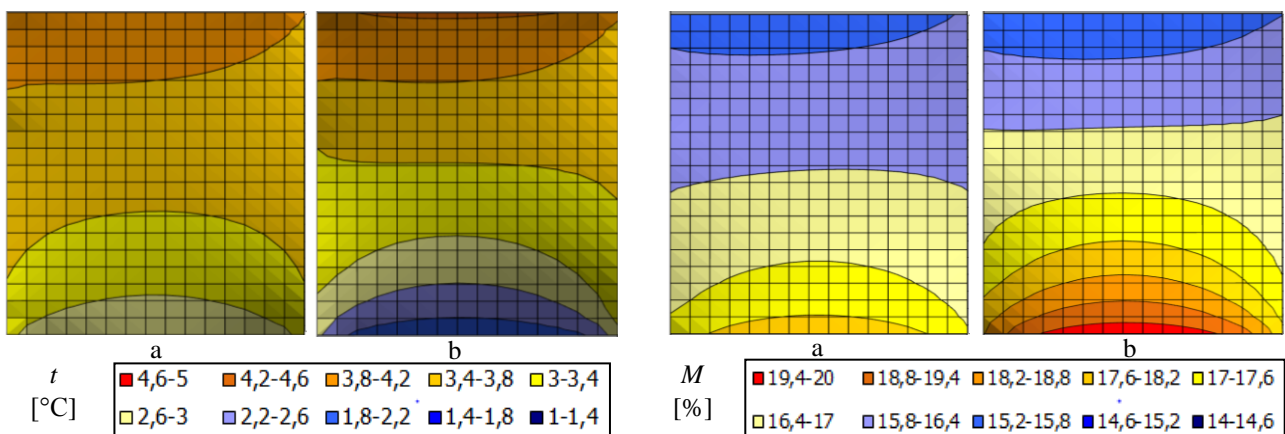 a b a b
t [°C]
4,6-5 4,2-4,6 3,8-4,2 3,4-3,8 3-3,4
2,6-3 2,2-2,6 1,8-2,2 1,4-1,8 1-1,4
M [%]
19,4-20 18,8-19,4 18,2-18,8 17,6-18,2 17-17,6
16,4-17 15,8-16,4 15,2-15,8 14,6-15,2 14-14,6